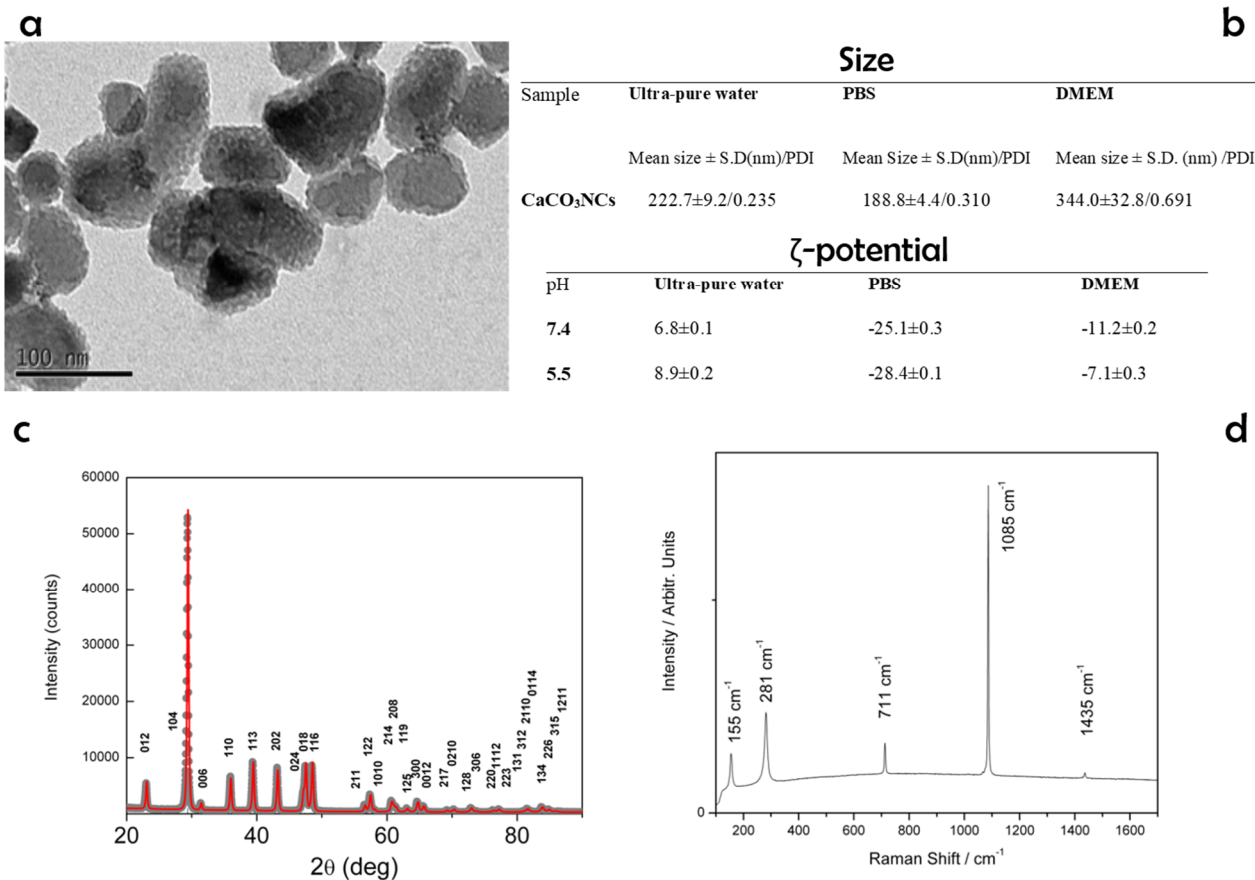 a
b
100 nm
Size
Sample Ultra-pure water PBS DMEM
Mean size ± S.D(nm)/PDI Mean Size ± S.D(nm)/PDI Mean size ± S.D. (nm) /PDI
CaCO₃NCs 222.7±9.2/0.235 188.8±4.4/0.310 344.0±32.8/0.691
ζ-potential
pH Ultra-pure water PBS DMEM
7.4 6.8±0.1 -25.1±0.3 -11.2±0.2
5.5 8.9±0.2 -28.4±0.1 -7.1±0.3
c
Intensity (counts)
60000
50000
40000
30000
20000
10000
012
104
006
110
113
202
024
018
116
211
122
1010
214
208
119
125
300
0012
217
0210
128
306
220
1112
223
131
312
2110
0114
134
226
315
1211
20 40 60 80
2θ (deg)
d
Intensity / Arbitr. Units
0
155 cm⁻¹
281 cm⁻¹
711 cm⁻¹
1085 cm⁻¹
1435 cm⁻¹
200 400 600 800 1000 1200 1400 1600
Raman Shift / cm⁻¹